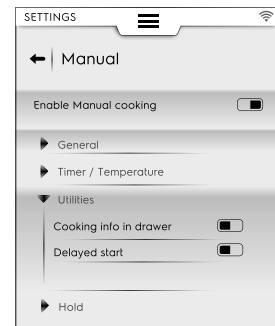 SETTINGS
Manual
Enable Manual cooking
General
Timer / Temperature
Utilities
Cooking info in drawer
Delayed start
Hold